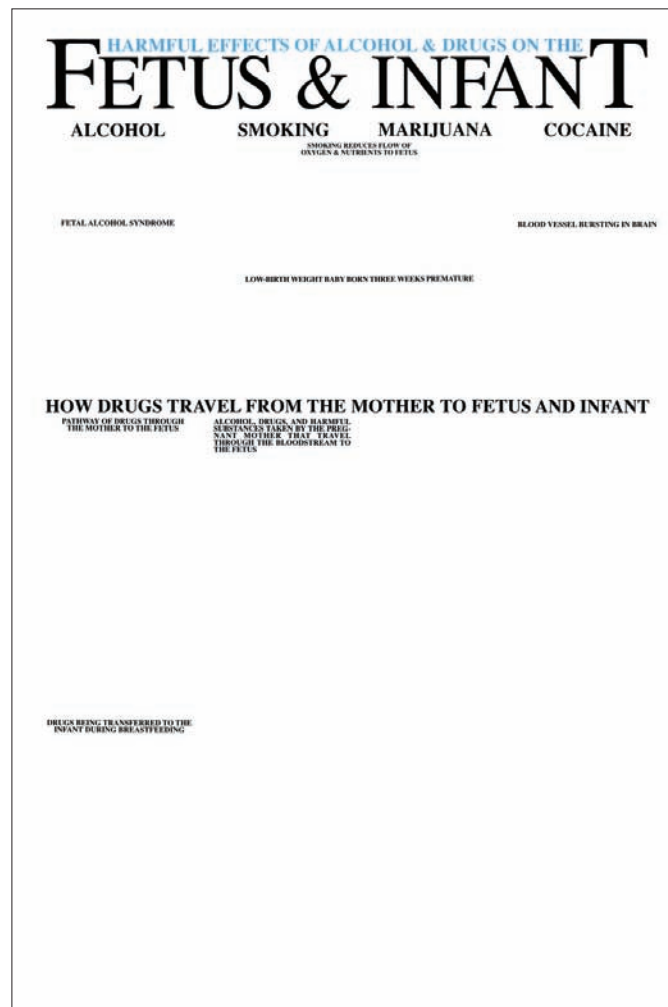 HARMFUL EFFECTS OF ALCOHOL & DRUGS ON THE
FETUS & INFANT
ALCOHOL SMOKING MARIJUANA COCAINE
SMOKING REDUCES FLOW OF
OXYGEN & NUTRIENTS TO FETUS
FETAL ALCOHOL SYNDROME
BLOOD VESSEL BURSTING IN BRAIN
LOW-BIRTH WEIGHT BABY BORN THREE WEEKS PREMATURE
HOW DRUGS TRAVEL FROM THE MOTHER TO FETUS AND INFANT
PATHWAY OF DRUGS THROUGH
THE MOTHER TO THE FETUS
ALCOHOL, DRUGS, AND HARMFUL
SUBSTANCES TAKEN BY THE PREG-
NANT MOTHER THAT TRAVEL
THROUGH THE BLOODSTREAM TO
THE FETUS
DRUGS BEING TRANSFERRED TO THE
INFANT DURING BREASTFEEDING